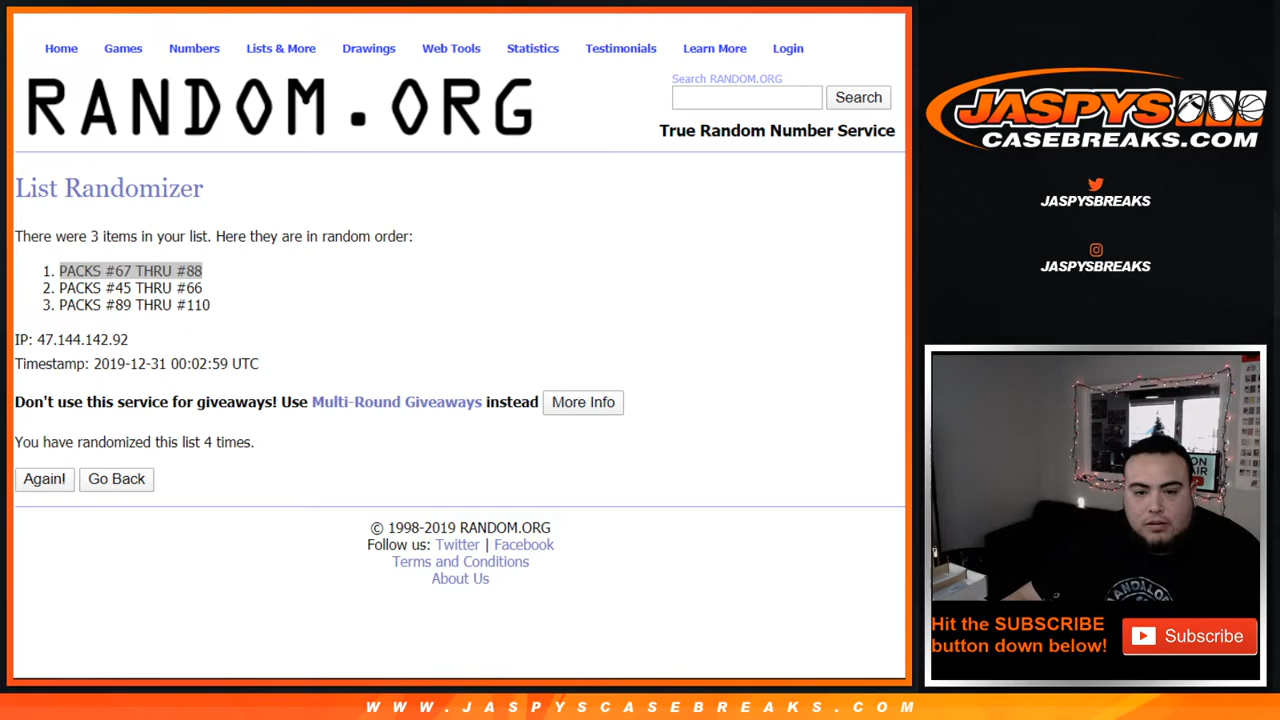 Home Games Numbers Lists & More Drawings Web Tools Statistics Testimonials Learn More Login
RANDOM.ORG
Search RANDOM.ORG
Search
True Random Number Service
List Randomizer
There were 3 items in your list. Here they are in random order:
1. PACKS #67 THRU #88
2. PACKS #45 THRU #66
3. PACKS #89 THRU #110
IP: 47.144.142.92
Timestamp: 2019-12-31 00:02:59 UTC
Don't use this service for giveaways! Use Multi-Round Giveaways instead More Info
You have randomized this list 4 times.
Again! Go Back
© 1998-2019 RANDOM.ORG
Follow us: Twitter | Facebook
Terms and Conditions
About Us
JASPYS
CASEBREAKS.COM
JASPYSBREAKS
JASPYSBREAKS
ON
AIR
Hit the SUBSCRIBE
button down below!
Subscribe
WWW.JASPYSCASEBREAKS.COM